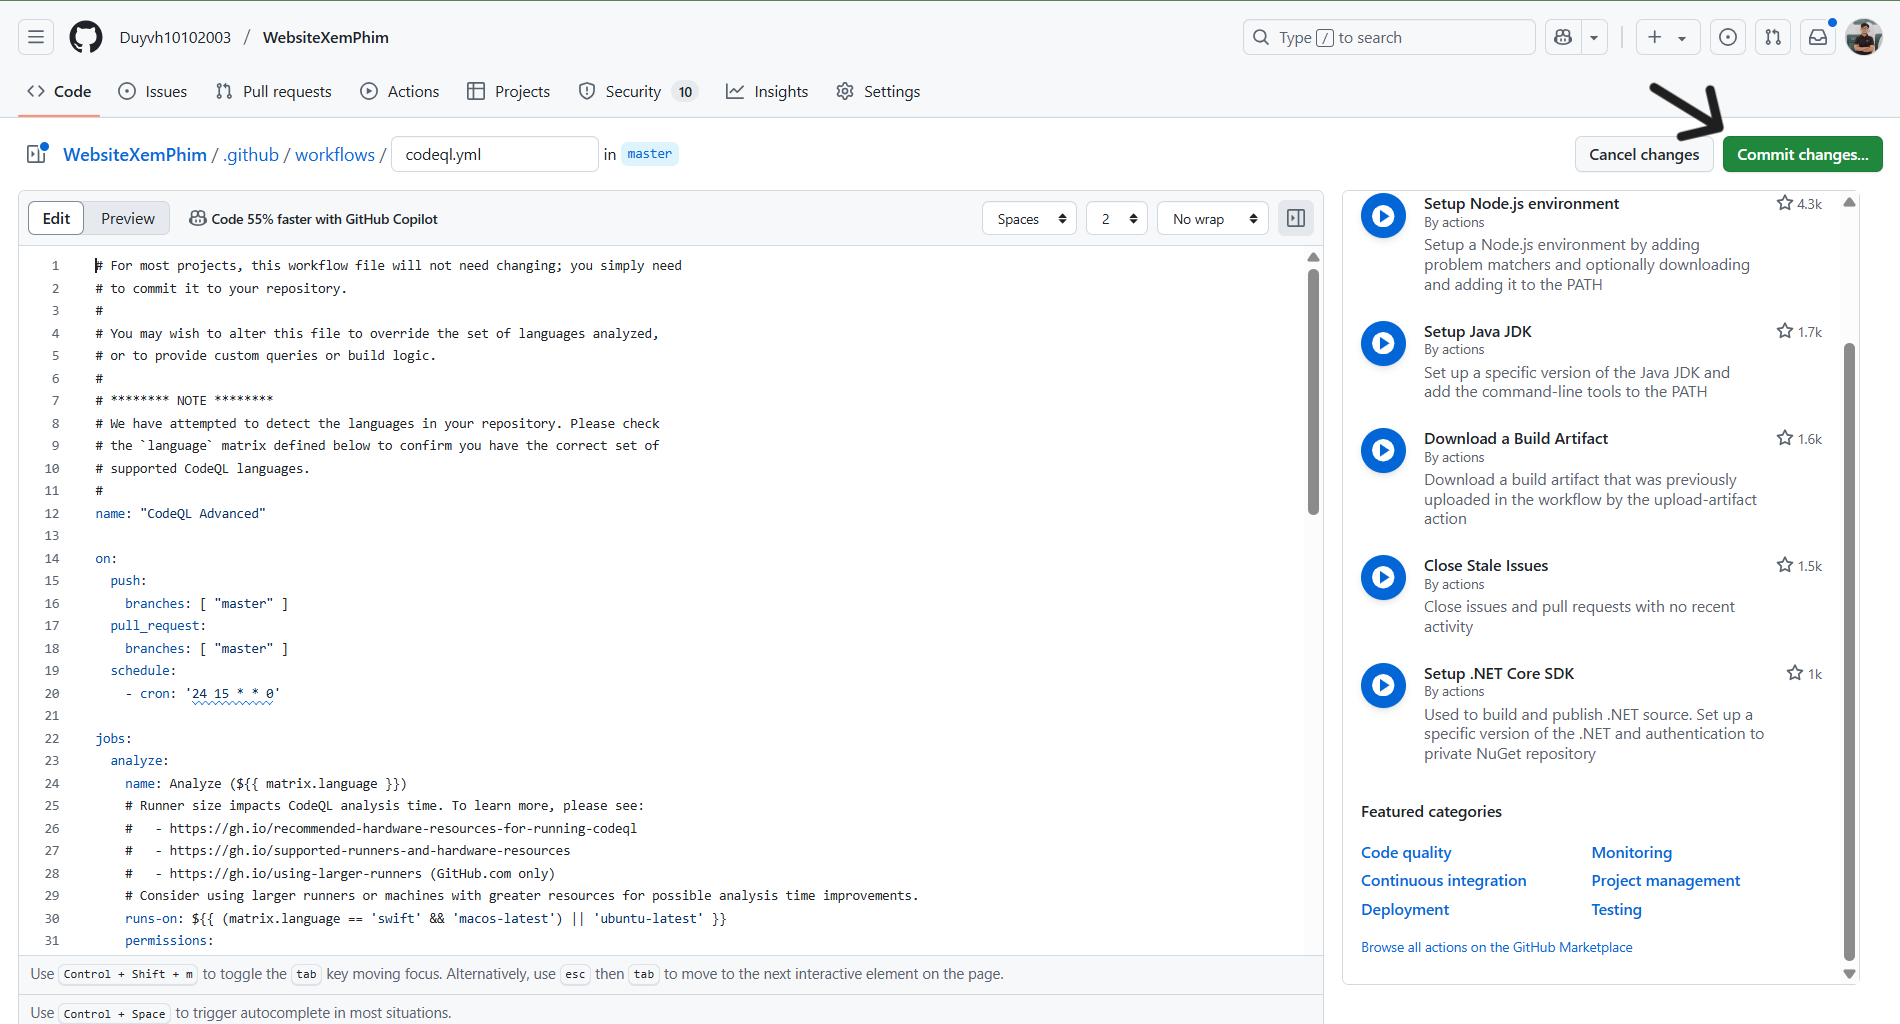 Duyvh10102003 / WebsiteXemPhim
Type / to search
Code
Issues
Pull requests
Actions
Projects
Security 10
Insights
Settings
WebsiteXemPhim / .github / workflows / codeql.yml in master
Cancel changes
Commit changes...
Edit
Preview
Code 55% faster with GitHub Copilot
Spaces
2
No wrap
1 # For most projects, this workflow file will not need changing; you simply need
2 # to commit it to your repository.
3 #
4 # You may wish to alter this file to override the set of languages analyzed,
5 # or to provide custom queries or build logic.
6 #
7 # ******** NOTE ********
8 # We have attempted to detect the languages in your repository. Please check
9 # the `language` matrix defined below to confirm you have the correct set of
10 # supported CodeQL languages.
11 #
12 name: "CodeQL Advanced"
13
14 on:
15   push:
16     branches: [ "master" ]
17   pull_request:
18     branches: [ "master" ]
19   schedule:
20     - cron: '24 15 * * 0'
21
22 jobs:
23   analyze:
24     name: Analyze (${{ matrix.language }})
25     # Runner size impacts CodeQL analysis time. To learn more, please see:
26     #   - https://gh.io/recommended-hardware-resources-for-running-codeql
27     #   - https://gh.io/supported-runners-and-hardware-resources
28     #   - https://gh.io/using-larger-runners (GitHub.com only)
29     # Consider using larger runners or machines with greater resources for possible analysis time improvements.
30     runs-on: ${{ (matrix.language == 'swift' && 'macos-latest') || 'ubuntu-latest' }}
31     permissions:
Use Control + Shift + m to toggle the tab key moving focus. Alternatively, use esc then tab to move to the next interactive element on the page.
Use Control + Space to trigger autocomplete in most situations.
Setup Node.js environment 4.3k
By actions
Setup a Node.js environment by adding
problem matchers and optionally downloading
and adding it to the PATH
Setup Java JDK 1.7k
By actions
Set up a specific version of the Java JDK and
add the command-line tools to the PATH
Download a Build Artifact 1.6k
By actions
Download a build artifact that was previously
uploaded in the workflow by the upload-artifact
action
Close Stale Issues 1.5k
By actions
Close issues and pull requests with no recent
activity
Setup .NET Core SDK 1k
By actions
Used to build and publish .NET source. Set up a
specific version of the .NET and authentication to
private NuGet repository
Featured categories
Code quality
Monitoring
Continuous integration
Project management
Deployment
Testing
Browse all actions on the GitHub Marketplace